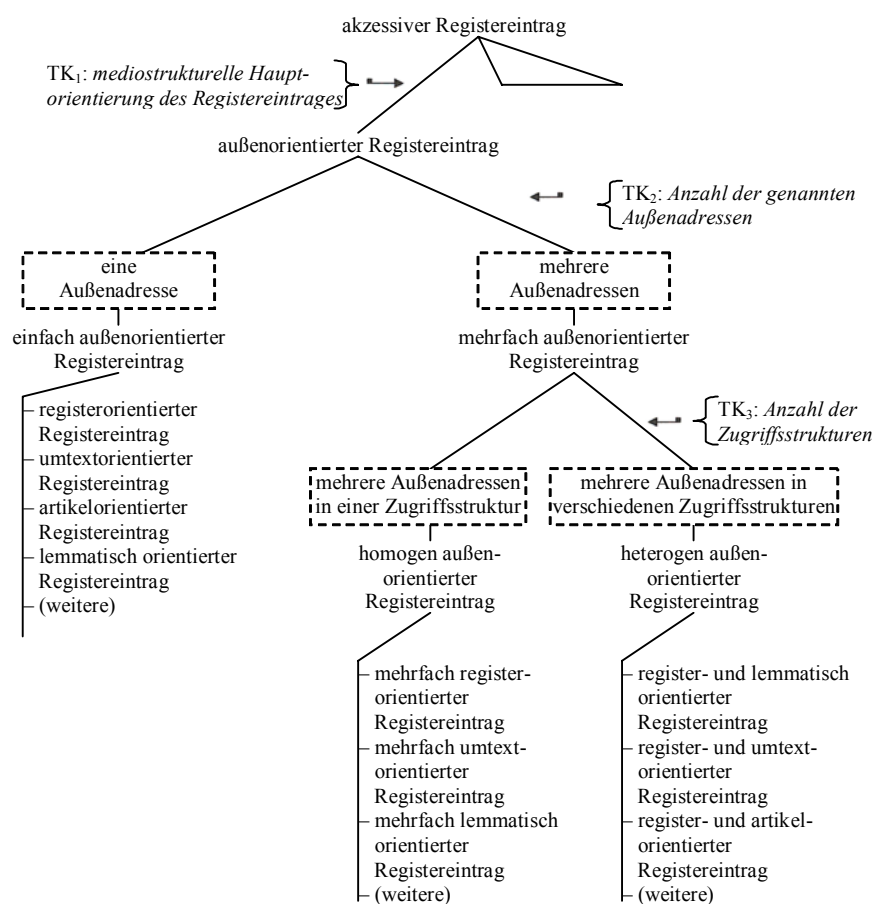 akzessiver Registereintrag
TK₁: mediostrukturelle Haupt-
orientierung des Registereintrages
außenorientierter Registereintrag
TK₂: Anzahl der genannten
Außenadressen
eine
Außenadresse
mehrere
Außenadressen
einfach außenorientierter
Registereintrag
mehrfach außenorientierter
Registereintrag
registerorientierter
Registereintrag
umtextorientierter
Registereintrag
artikelorientierter
Registereintrag
lemmatisch orientierter
Registereintrag
(weitere)
TK₃: Anzahl der
Zugriffsstrukturen
mehrere Außenadressen
in einer Zugriffsstruktur
mehrere Außenadressen in
verschiedenen Zugriffsstrukturen
homogen außen-
orientierter
Registereintrag
heterogen außen-
orientierter
Registereintrag
mehrfach register-
orientierter
Registereintrag
mehrfach umtext-
orientierter
Registereintrag
mehrfach lemmatisch
orientierter
Registereintrag
(weitere)
register- und lemmatisch
orientierter
Registereintrag
register- und umtext-
orientierter
Registereintrag
register- und artikel-
orientierter
Registereintrag
(weitere)